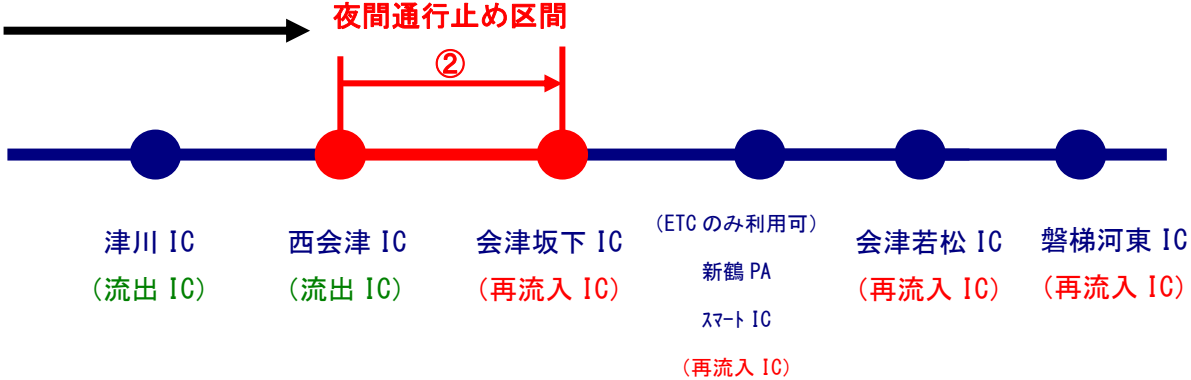 夜間通行止め区間
②
津川 IC
(流出 IC)
西会津 IC
(流出 IC)
会津坂下 IC
(再流入 IC)
(ETC のみ利用可)
新鶴 PA
ｽﾏｰﾄ IC
(再流入 IC)
会津若松 IC
(再流入 IC)
磐梯河東 IC
(再流入 IC)